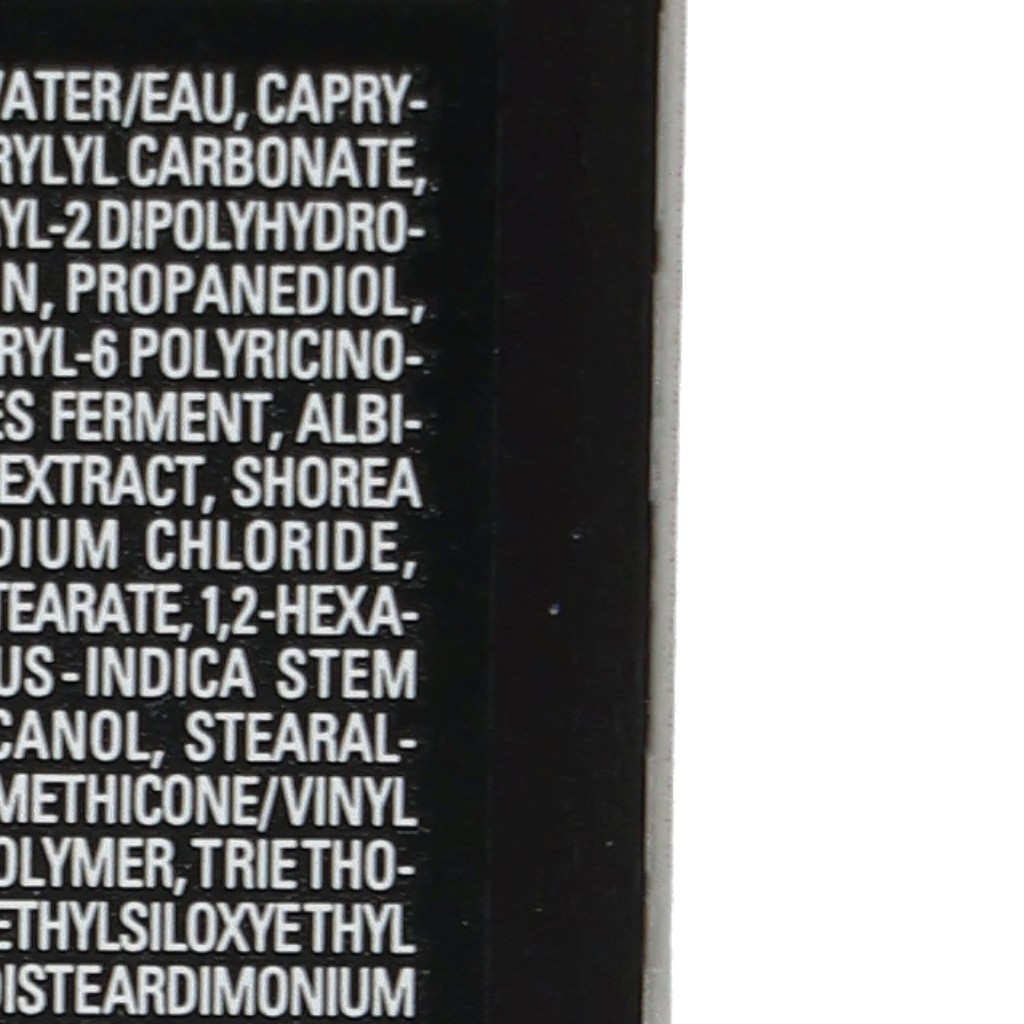 WATER/EAU, CAPRY-
RYLYL CARBONATE,
YL-2 DIPOLYHYDRO-
N, PROPANEDIOL,
RYL-6 POLYRICINO-
ES FERMENT, ALBI-
EXTRACT, SHOREA
DIUM CHLORIDE,
TEARATE, 1,2-HEXA-
US-INDICA STEM
CANOL, STEARAL-
METHICONE/VINYL
OLYMER, TRIETHO-
ETHYLSILOXYETHYL
DISTEARDIMONIUM